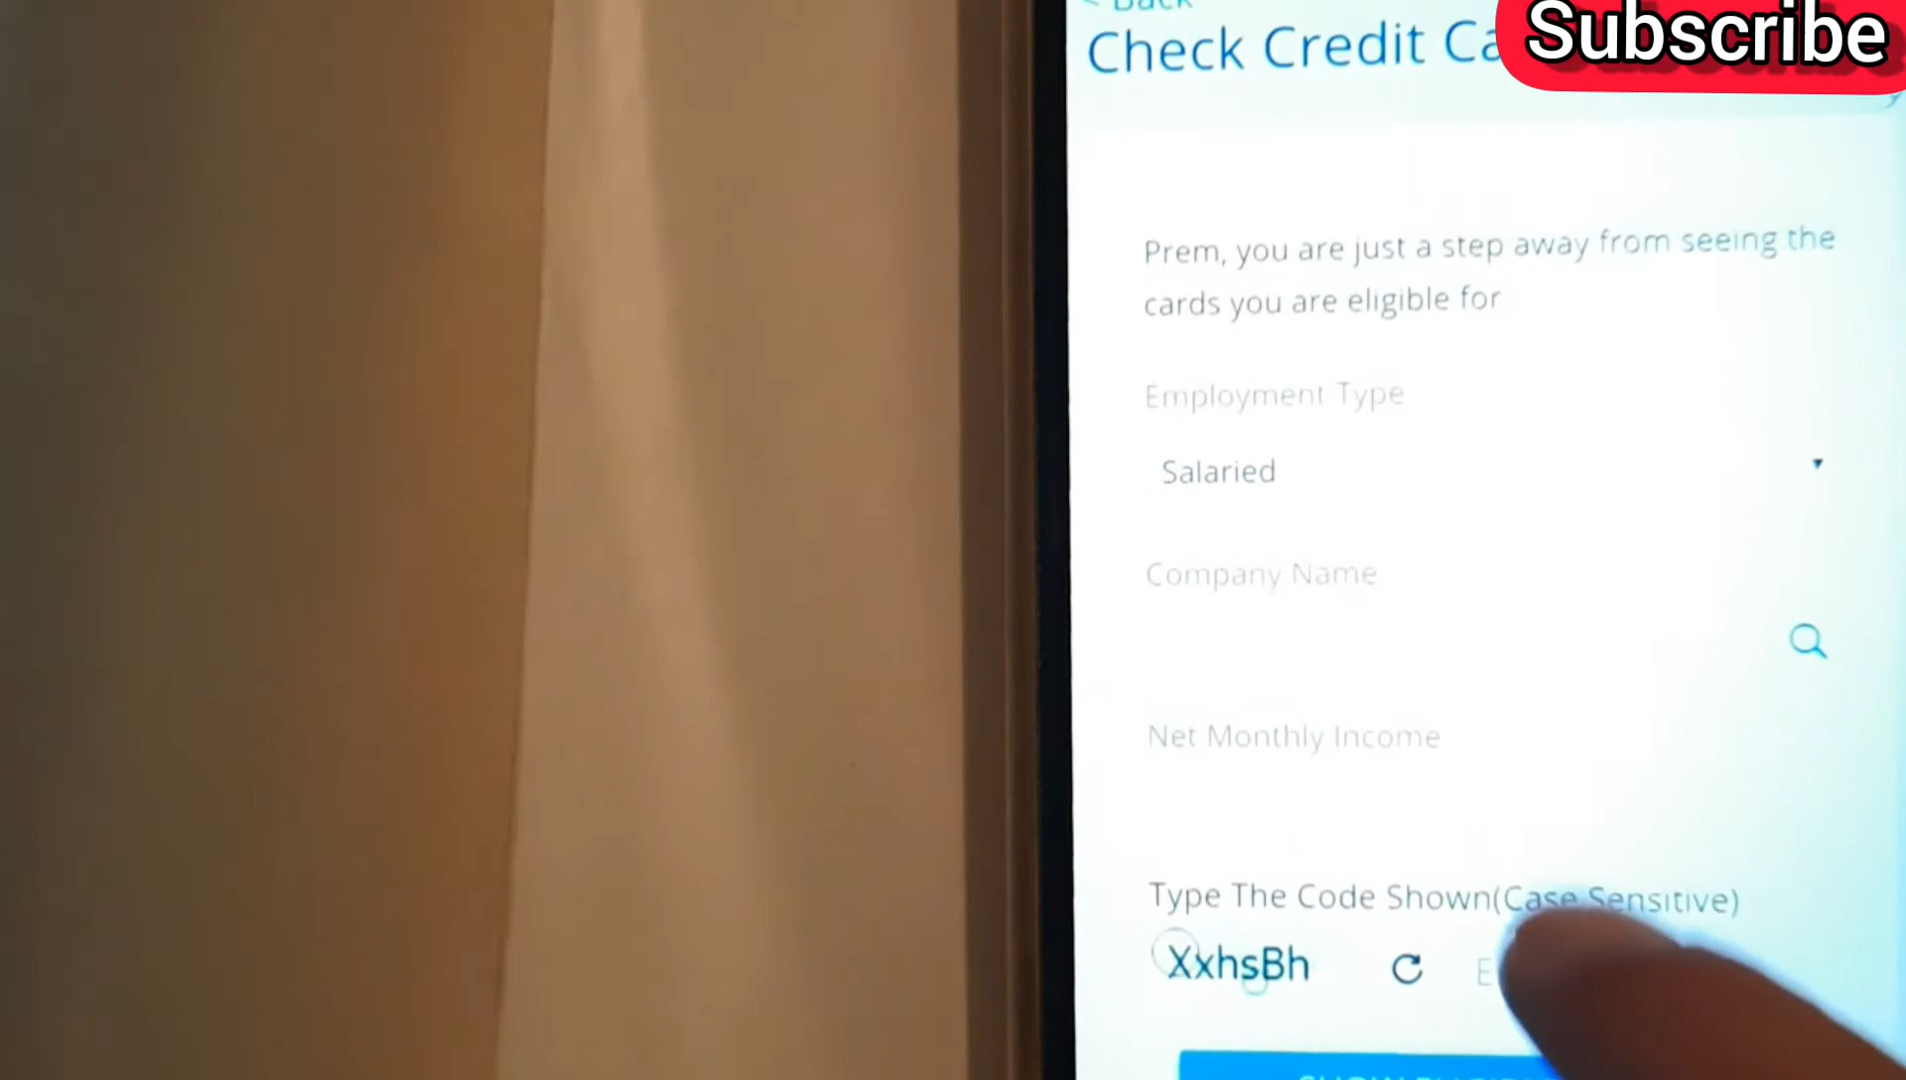 < Back
Check Credit
Subscribe
Prem, you are just a step away from seeing the
cards you are eligible for
Employment Type
Salaried
Company Name
Net Monthly Income
Type The Code Shown(Case Sensitive)
XxhsBh